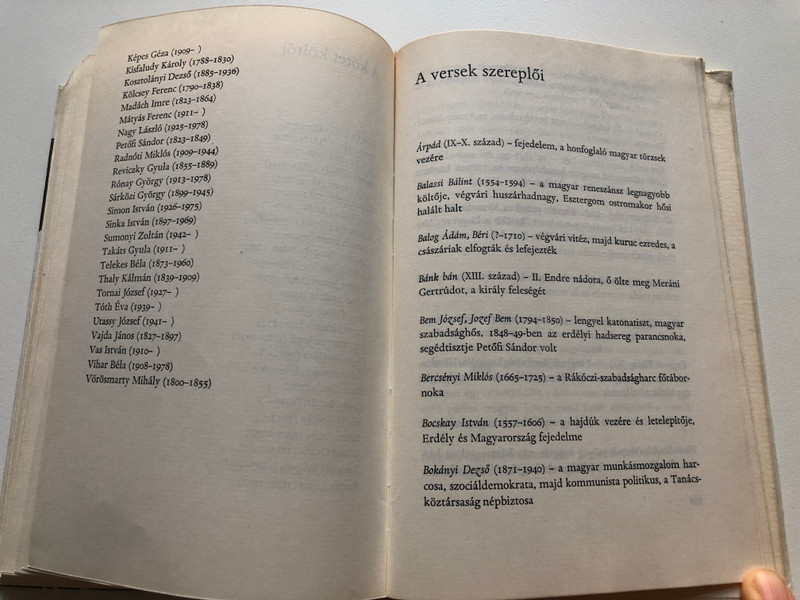 Képes Géza (1909– )
Kisfaludy Károly (1788–1830)
Kosztolányi Dezső (1885–1936)
Kölcsey Ferenc (1790–1838)
Madách Imre (1823–1864)
Mátyás Ferenc (1911– )
Nagy László (1925–1978)
Petőfi Sándor (1823–1849)
Radnóti Miklós (1909–1944)
Reviczky Gyula (1855–1889)
Rónay György (1913–1978)
Sárközi György (1899–1945)
Simon István (1926–1975)
Sinka István (1897–1969)
Sumonyi Zoltán (1942– )
Takáts Gyula (1911– )
Telekes Béla (1873–1960)
Thaly Kálmán (1839–1909)
Tornai József (1927– )
Tóth Éva (1939– )
Utassy József (1941– )
Vajda János (1827–1897)
Vas István (1910– )
Vihar Béla (1908–1978)
Vörösmarty Mihály (1800–1855)
A versek szereplői
Árpád (IX–X. század) – fejedelem, a honfoglaló magyar törzsek
vezére
Balassi Bálint (1554–1594) – a magyar reneszánsz legnagyobb
költője, végvári huszárhadnagy, Esztergom ostromakor hősi
halált halt
Balog Ádám, Béri (?–1710) – végvári vitéz, majd kuruc ezredes, a
császáriak elfogták és lefejezték
Bánk bán (XIII. század) – II. Endre nádora, ő ölte meg Meráni
Gertrúdot, a király feleségét
Bem József, Jozef Bem (1794–1850) – lengyel katonatiszt, magyar
szabadsághős, 1848–49-ben az erdélyi hadsereg parancsnoka,
segédtisztje Petőfi Sándor volt
Bercsényi Miklós (1665–1725) – a Rákóczi-szabadságharc főtábor-
noka
Bocskay István (1557–1606) – a hajdúk vezére és letelepítője,
Erdély és Magyarország fejedelme
Bokányi Dezső (1871–1940) – a magyar munkásmozgalom har-
cosa, szociáldemokrata, majd kommunista politikus, a Tanács-
köztársaság népbiztosa